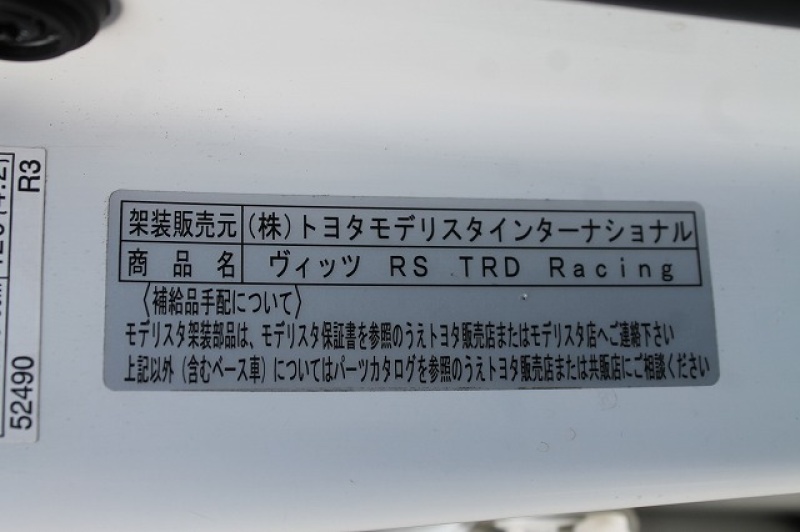 架装販売元 (株)トヨタモデリスタインターナショナル
商品名 ヴィッツ RS TRD Racing
〈補給品手配について〉
モデリスタ架装部品は、モデリスタ保証書を参照のうえトヨタ販売店またはモデリスタ店へご連絡下さい
上記以外(含むベース車)についてはパーツカタログを参照のうえトヨタ販売店または共販店にご相談ください
R3
52490